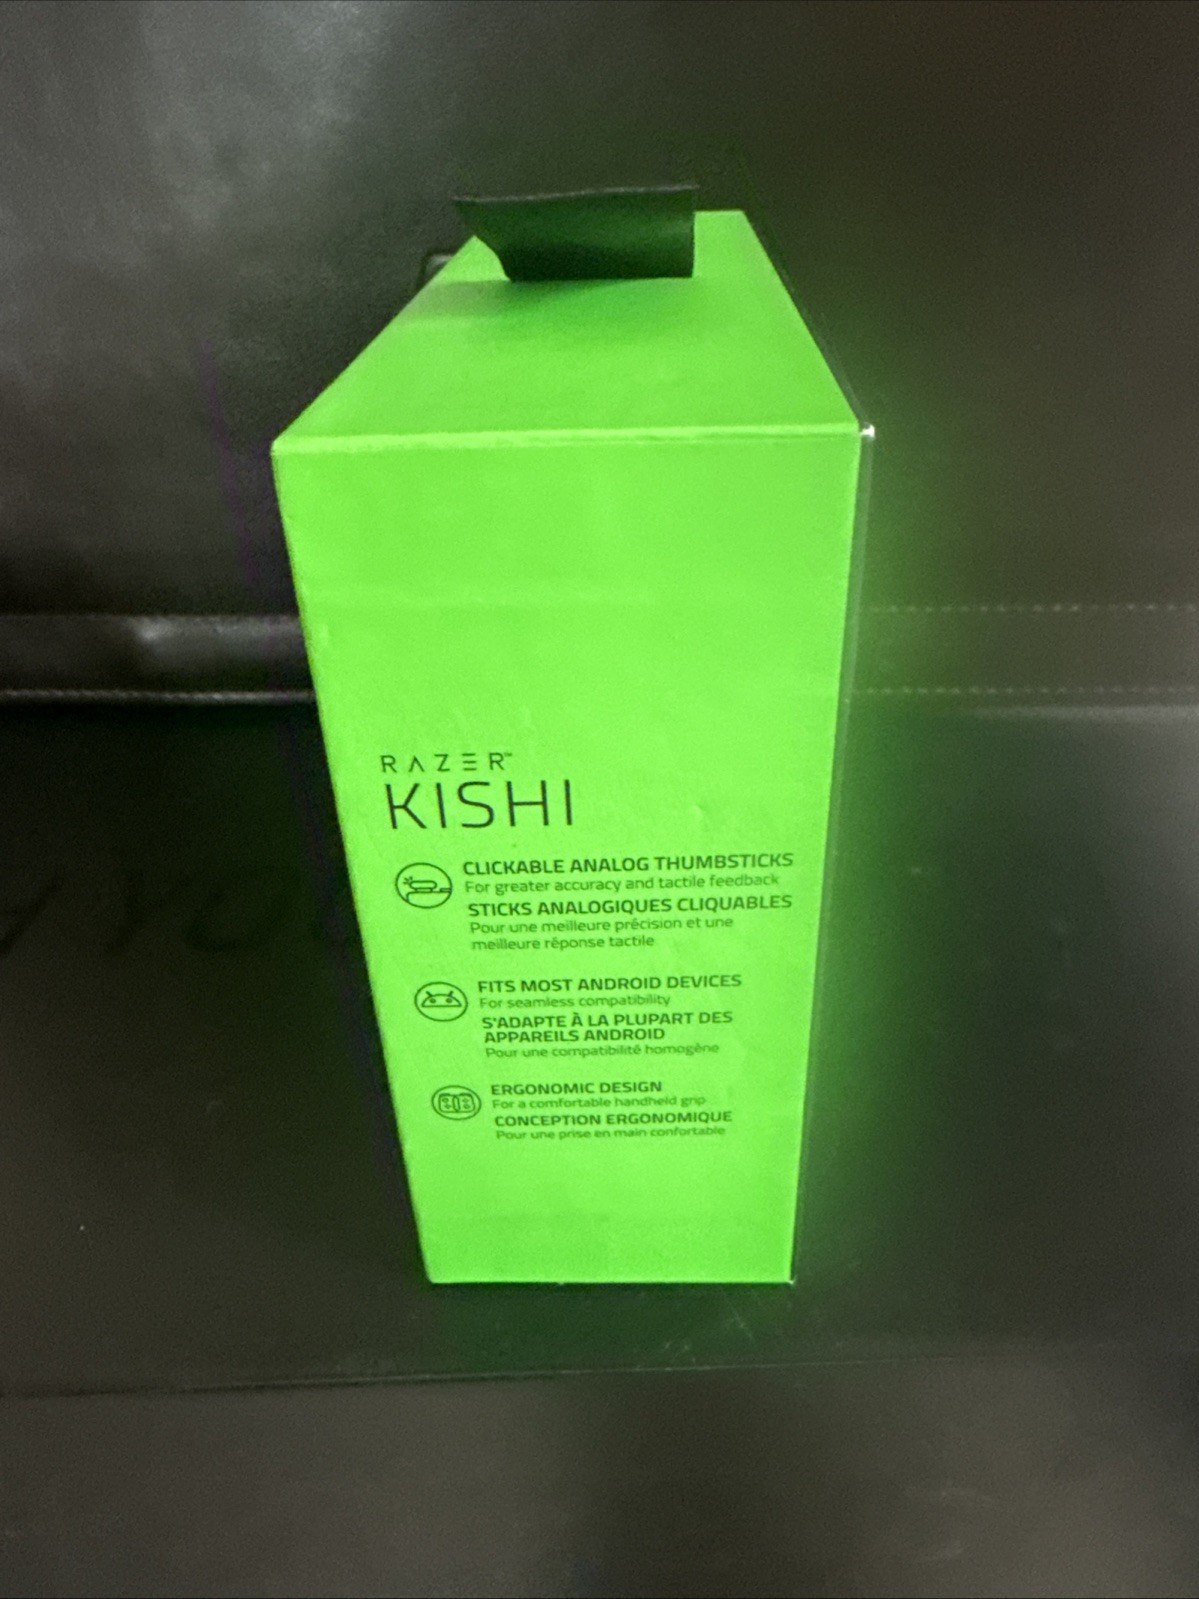 RAZER™
KISHI
CLICKABLE ANALOG THUMBSTICKS
For greater accuracy and tactile feedback
STICKS ANALOGIQUES CLIQUABLES
Pour une meilleure précision et une
meilleure réponse tactile
FITS MOST ANDROID DEVICES
For seamless compatibility
S'ADAPTE À LA PLUPART DES
APPAREILS ANDROID
Pour une compatibilité homogène
ERGONOMIC DESIGN
For a comfortable handheld grip
CONCEPTION ERGONOMIQUE
Pour une prise en main confortable